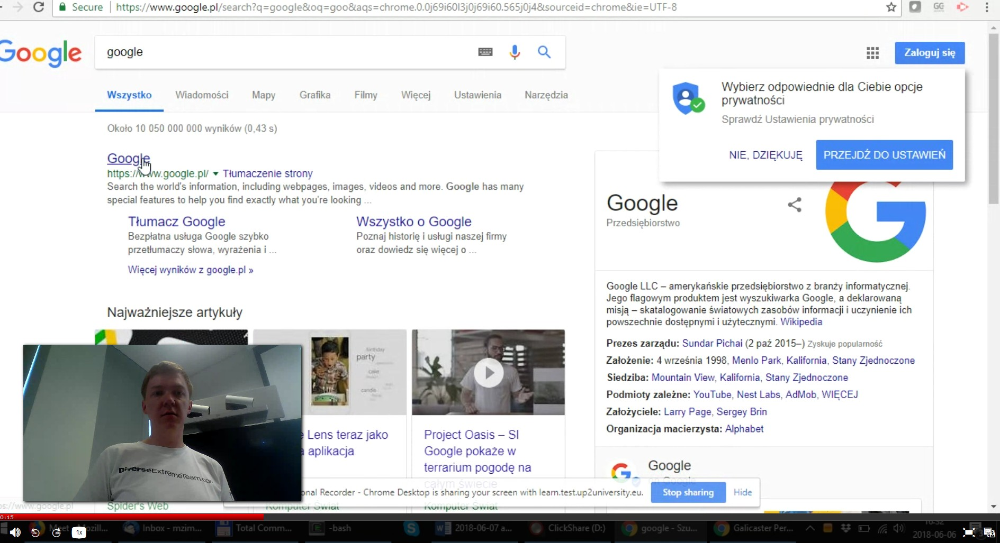 Secure
https://www.google.pl/search?q=google&oq=goo&aqs=chrome.0.0j69i60l3j0j69i60.565j0j4&sourceid=chrome&ie=UTF-8
GC
Google
google
Zaloguj się
Wszystko Wiadomości Mapy Grafika Filmy Więcej Ustawienia Narzędzia
Wybierz odpowiednie dla Ciebie opcje
prywatności
Sprawdź Ustawienia prywatności
NIE, DZIĘKUJĘ PRZEJDŹ DO USTAWIEŃ
Około 10 050 000 000 wyników (0,43 s)
Google
https://www.google.pl/ Tłumaczenie strony
Search the world's information, including webpages, images, videos and more. Google has many
special features to help you find exactly what you're looking ...
Tłumacz Google
Bezpłatna usługa Google szybko
przetłumaczy słowa, wyrażenia i ...
Wszystko o Google
Poznaj historię i usługi naszej firmy
oraz dowiedz się więcej o ...
Więcej wyników z google.pl »
Najważniejsze artykuły
birthday
party
cake
candle
DiverseExtremeTeam.com
Lens teraz jako
aplikacja
Project Oasis – SI
Google pokaże w
terrarium pogodę na
całym świecie
Spider's Web
Komputer Świat
Komputer Świat
Google
Przedsiębiorstwo
Google LLC – amerykańskie przedsiębiorstwo z branży informatycznej.
Jego flagowym produktem jest wyszukiwarka Google, a deklarowaną
misją – skatalogowanie światowych zasobów informacji i uczynienie ich
powszechnie dostępnymi i użytecznymi. Wikipedia
Prezes zarządu: Sundar Pichai (2 paź 2015–) Zyskuje popularność
Założenie: 4 września 1998, Menlo Park, Kalifornia, Stany Zjednoczone
Siedziba: Mountain View, Kalifornia, Stany Zjednoczone
Podmioty zależne: YouTube, Nest Labs, AdMob, WIĘCEJ
Założyciele: Larry Page, Sergey Brin
Organizacja macierzysta: Alphabet
Google
on Google
onal Recorder - Chrome Desktop is sharing your screen with learn.test.up2university.eu. Stop sharing Hide
ps://www.google.pl
0:15
Meet - Mozill... Inbox - mzim... Total Comm... -bash 2018-06-07 a... ClickShare (D:) google - Szu... Galicaster Per...
10s 30s 1x
2018-06-06